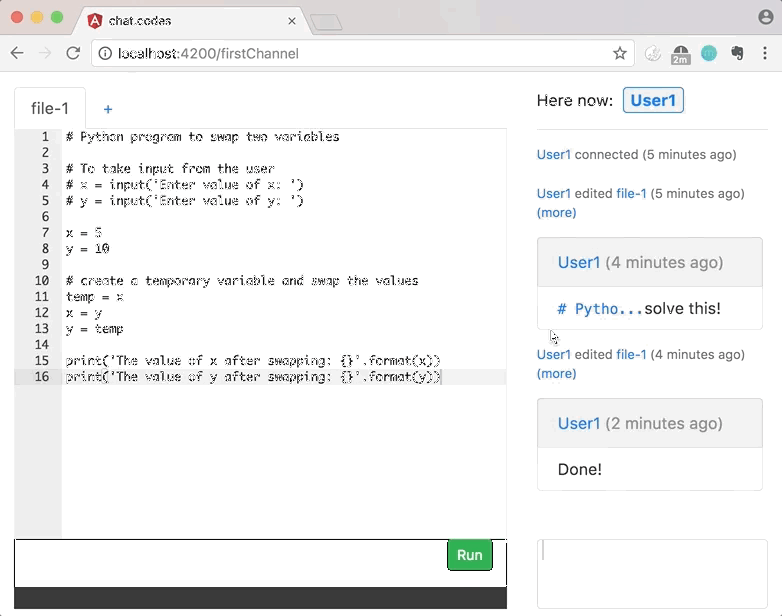 chat.codes
localhost:4200/firstChannel
2m
file-1
+
1 # Python program to swap two variables
2
3 # To take input from the user
4 # x = input('Enter value of x: ')
5 # y = input('Enter value of y: ')
6
7 x = 5
8 y = 10
9
10 # create a temporary variable and swap the values
11 temp = x
12 x = y
13 y = temp
14
15 print('The value of x after swapping: {}'.format(x))
16 print('The value of y after swapping: {}'.format(y))
Run
Here now: User1
User1 connected (5 minutes ago)
User1 edited file-1 (5 minutes ago)
(more)
User1 (4 minutes ago)
# Pytho...solve this!
User1 edited file-1 (4 minutes ago)
(more)
User1 (2 minutes ago)
Done!